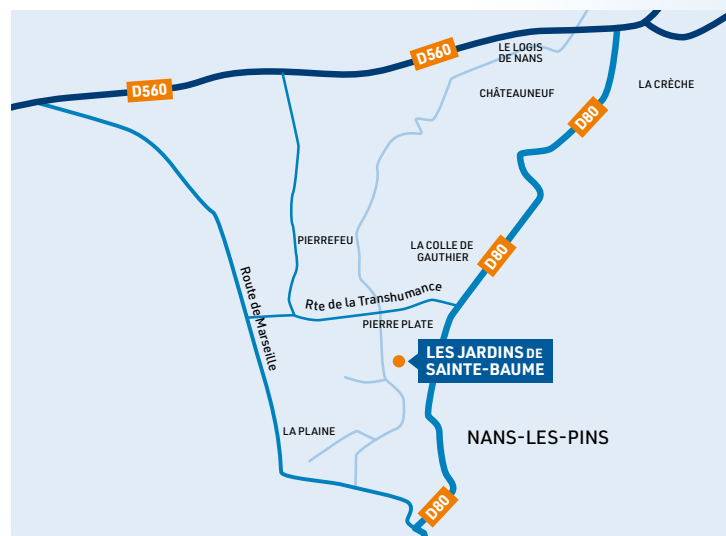 LE LOGIS
DE NANS
D560
D560
CHÂTEAUNEUF
LA CRÈCHE
D80
PIERREFEU
LA COLLE DE
GAUTHIER
D80
Route de Marseille
Rte de la Transhumance
PIERRE PLATE
LES JARDINS DE
SAINTE-BAUME
LA PLAINE
NANS-LES-PINS
D80